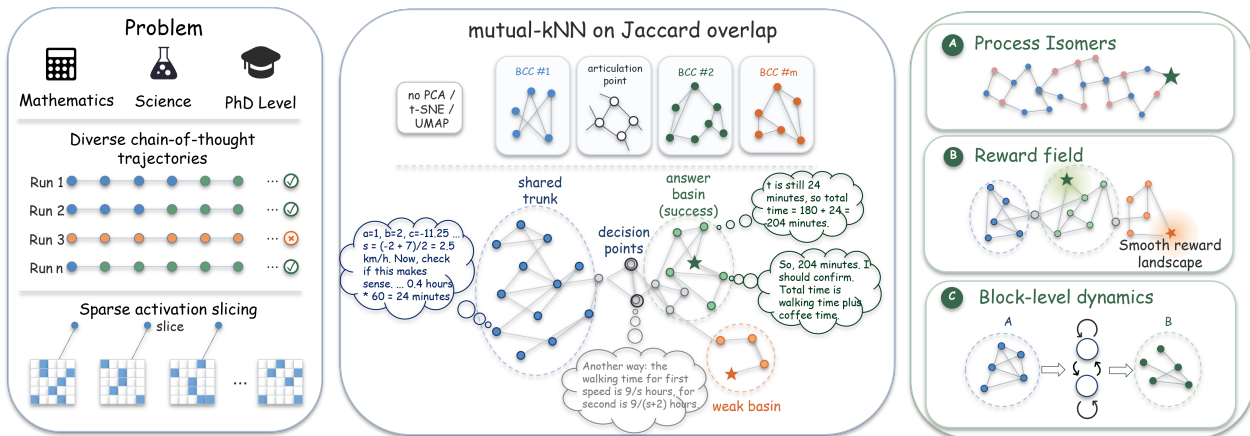 Problem
Mathematics
Science
PhD Level
Diverse chain-of-thought
trajectories
Run 1
...
Run 2
...
Run 3
...
Run n
...
Sparse activation slicing
slice
...
mutual-kNN on Jaccard overlap
no PCA /
t-SNE /
UMAP
BCC #1
articulation
point
BCC #2
BCC #m
shared
trunk
decision
points
answer
basin
(success)
a=1, b=2, c=-11.25 ...
s = (-2 + 7)/2 = 2.5
km/h. Now, check
if this makes
sense. ... 0.4 hours
* 60 = 24 minutes
t is still 24
minutes, so total
time = 180 + 24 =
204 minutes.
So, 204 minutes. I
should confirm.
Total time is
walking time plus
coffee time.
Another way: the
walking time for first
speed is 9/s hours, for
second is 9/(s+2) hours
weak basin
A
Process Isomers
B
Reward field
Smooth reward
landscape
C
Block-level dynamics
A
B